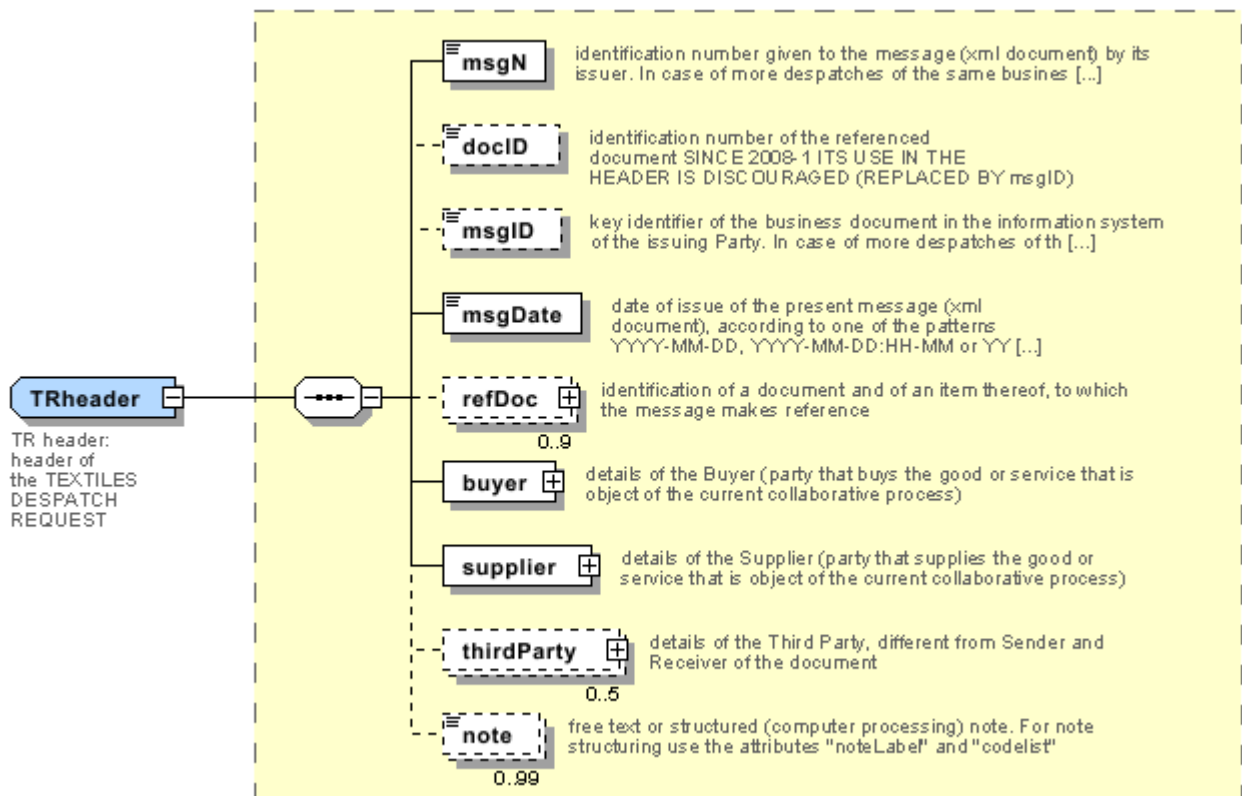 msgN
identification number given to the message (xml document) by its
issuer. In case of more despatches of the same busines [...]
docID
identification number of the referenced
document SINCE 2008-1 ITS USE IN THE
HEADER IS DISCOURAGED (REPLACED BY msgID)
msgID
key identifier of the business document in the information system
of the issuing Party. In case of more despatches of th [...]
msgDate
date of issue of the present message (xml
document), according to one of the patterns
YYYY-MM-DD, YYYY-MM-DD:HH-MM or YY [...]
TRheader
TR header:
header of
the TEXTILES
DESPATCH
REQUEST
refDoc
identification of a document and of an item thereof, to which
the message makes reference
0..9
buyer
details of the Buyer (party that buys the good or service that is
object of the current collaborative process)
supplier
details of the Supplier (party that supplies the good or
service that is object of the current collaborative process)
thirdParty
details of the Third Party, different from Sender and
Receiver of the document
0..5
note
free text or structured (computer processing) note. For note
structuring use the attributes "noteLabel" and "codelist"
0..99